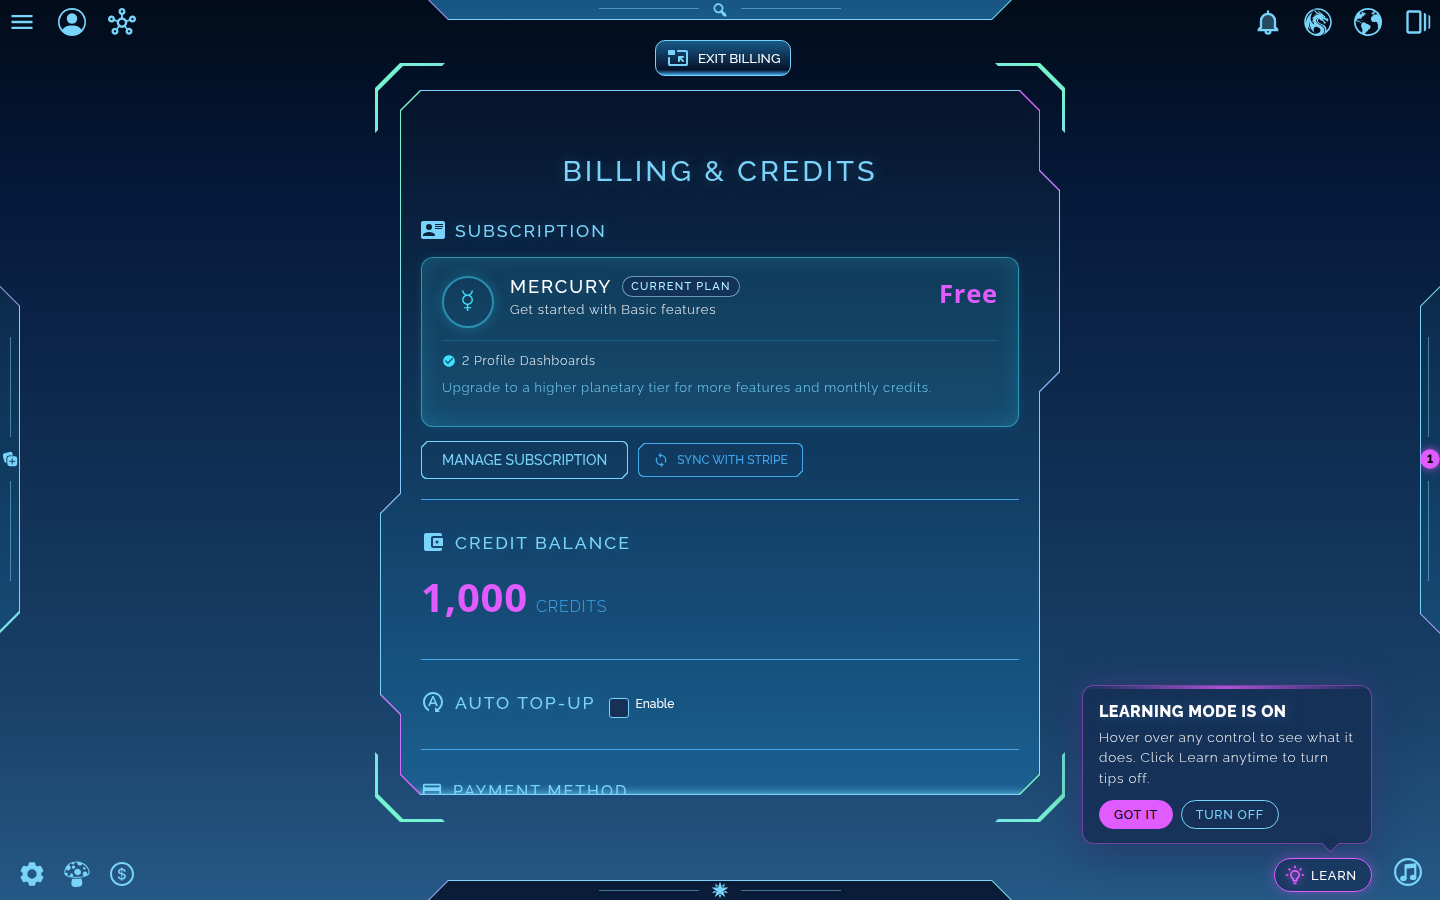 EXIT BILLING
BILLING & CREDITS
SUBSCRIPTION
MERCURY CURRENT PLAN
Get started with Basic features
Free
2 Profile Dashboards
Upgrade to a higher planetary tier for more features and monthly credits.
MANAGE SUBSCRIPTION
SYNC WITH STRIPE
CREDIT BALANCE
1,000 CREDITS
AUTO TOP-UP Enable
PAYMENT METHOD
1
LEARNING MODE IS ON
Hover over any control to see what it
does. Click Learn anytime to turn
tips off.
GOT IT
TURN OFF
LEARN